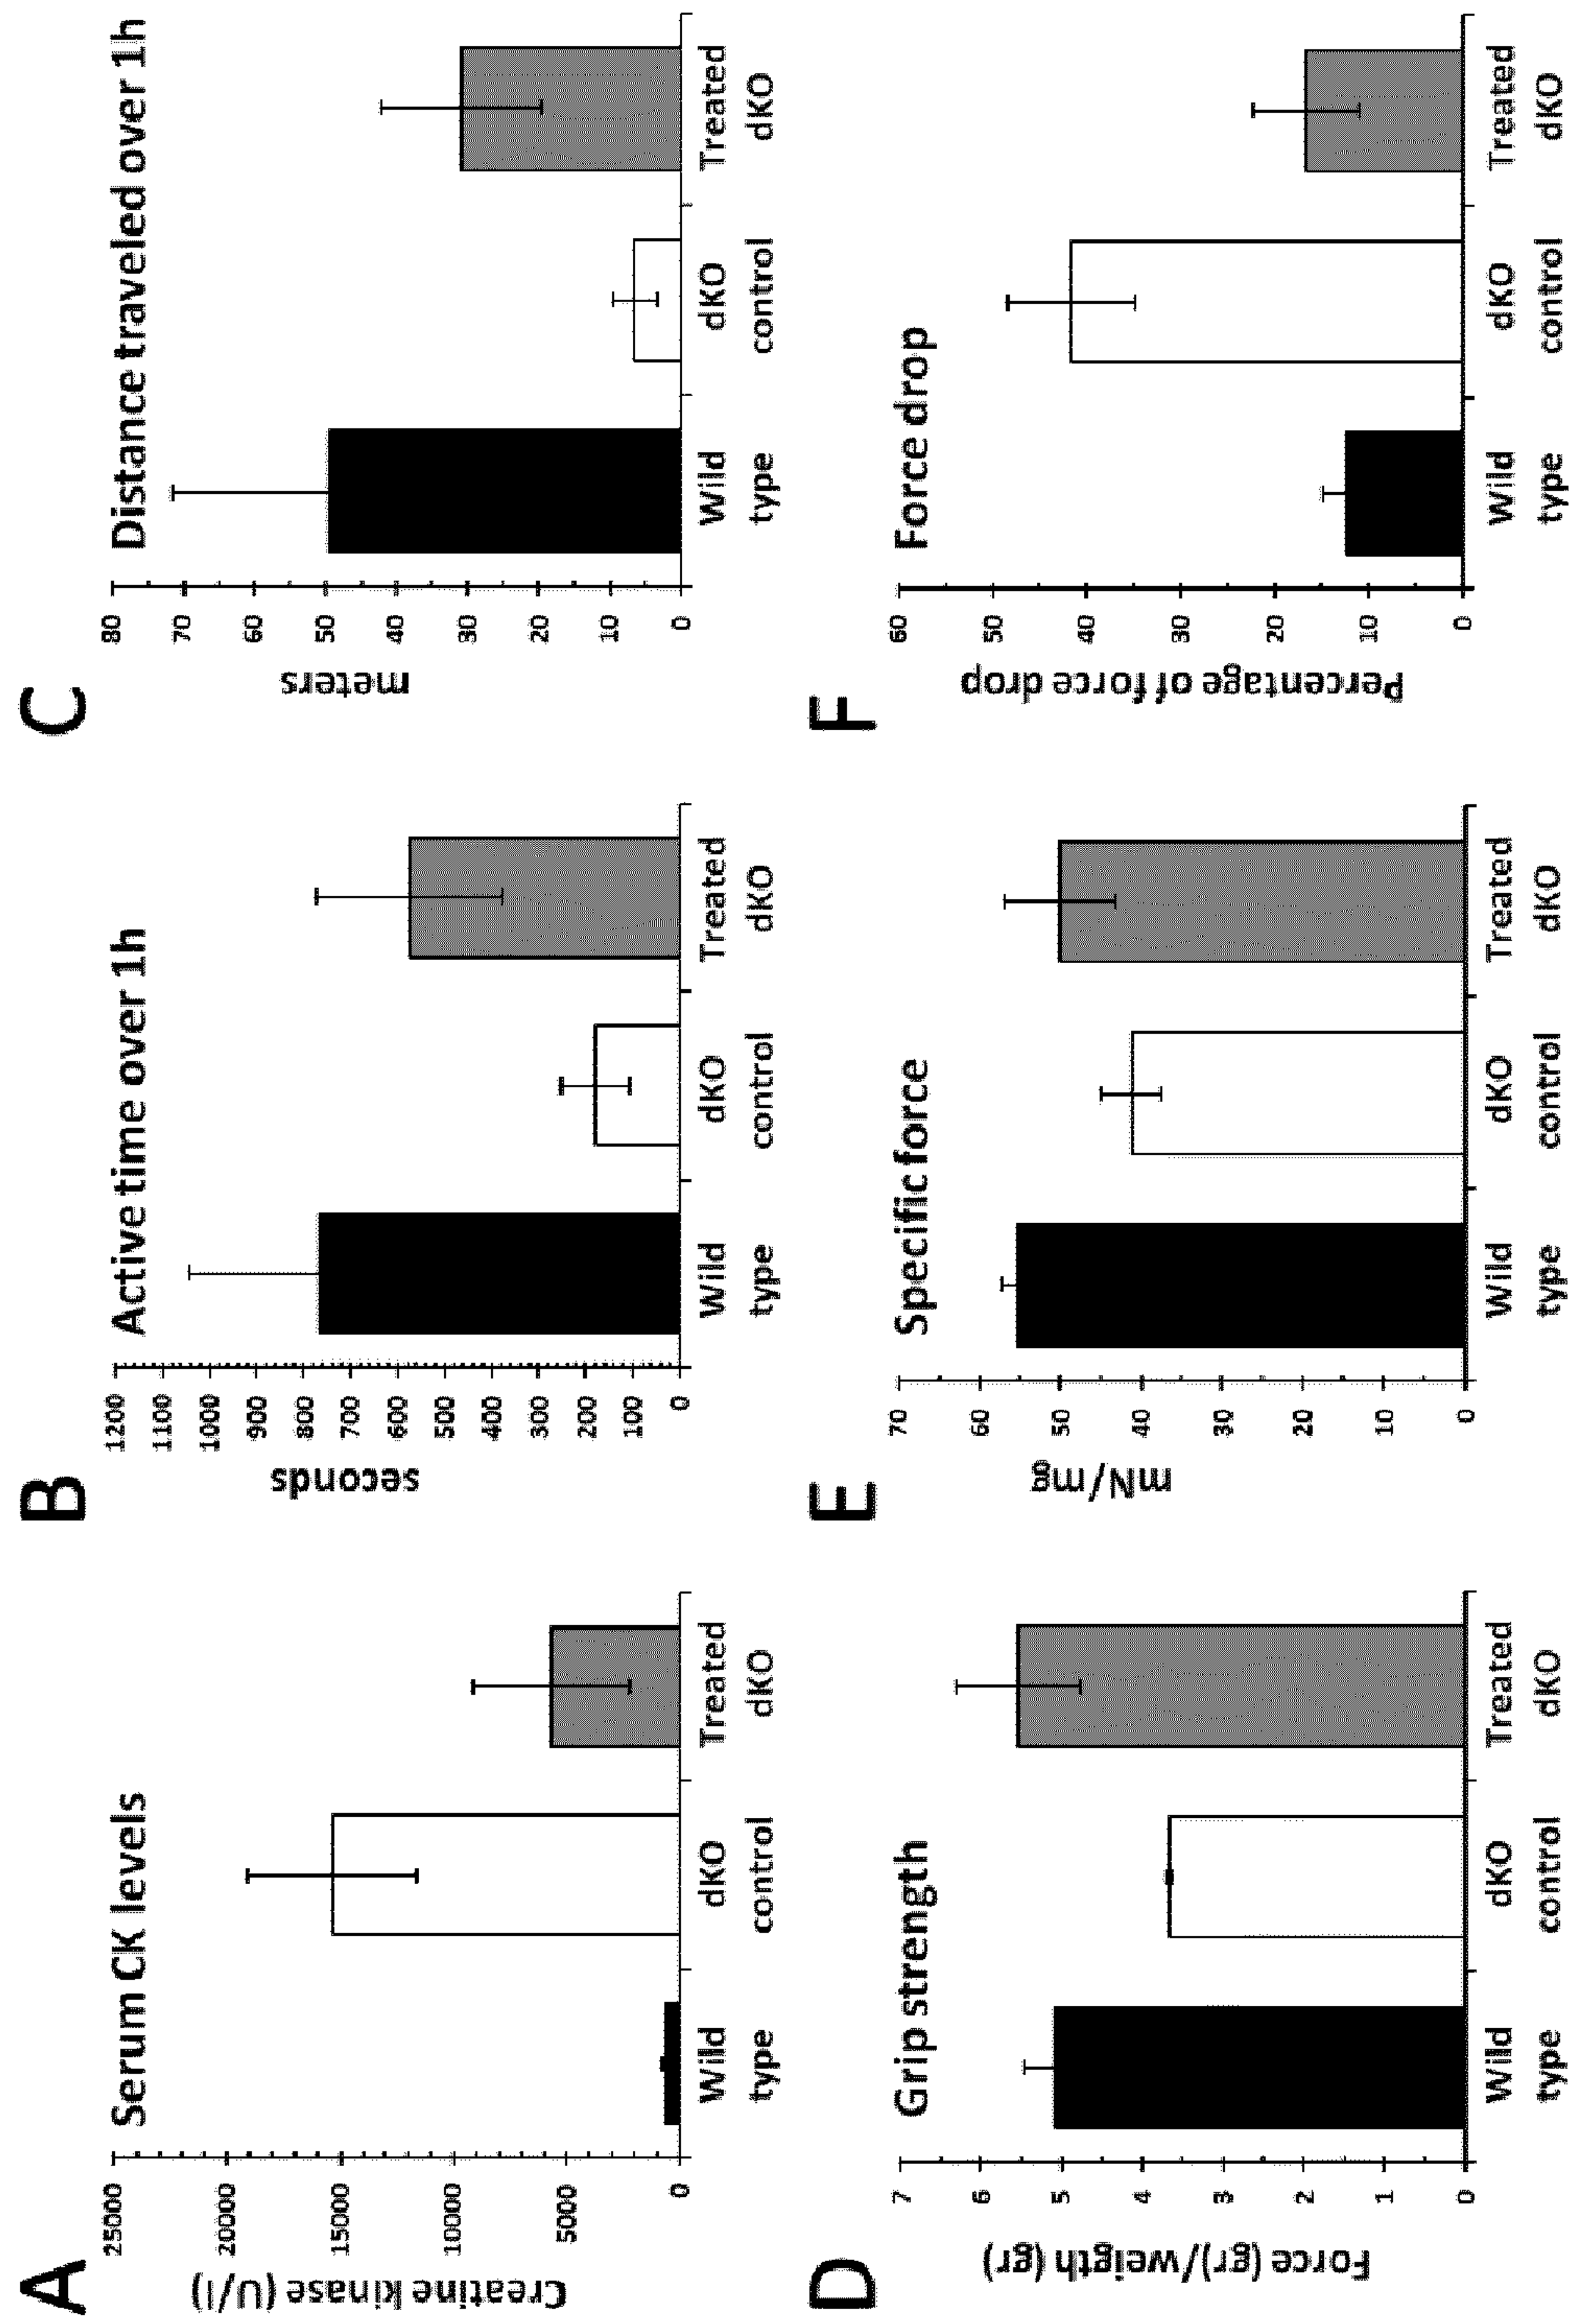 A
Serum CK levels
Creatine kinase (U/l)
25000
20000
15000
10000
5000
0
Wild
type
dKO
control
Treated
dKO
B
Active time over 1h
seconds
1200
1100
1000
900
800
700
600
500
400
300
200
100
0
Wild
type
dKO
control
Treated
dKO
C
Distance traveled over 1h
meters
80
70
60
50
40
30
20
10
0
Wild
type
dKO
control
Treated
dKO
D
Grip strength
Force (gr)/weigth (gr)
7
6
5
4
3
2
1
0
Wild
type
dKO
control
Treated
dKO
E
Specific force
mN/mg
70
60
50
40
30
20
10
0
Wild
type
dKO
control
Treated
dKO
F
Force drop
Percentage of force drop
60
50
40
30
20
10
0
Wild
type
dKO
control
Treated
dKO